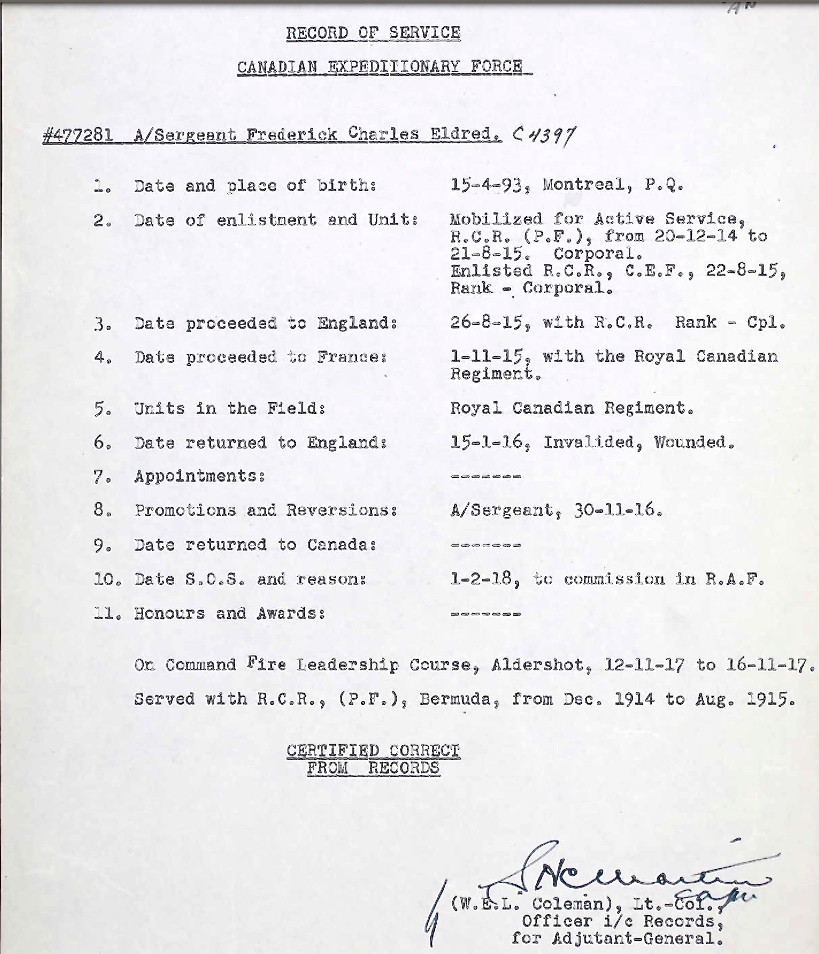 AN
RECORD OF SERVICE
CANADIAN EXPEDITIONARY FORCE
#477281 A/Sergeant Frederick Charles Eldred. C 4397
1. Date and place of birth: 15-4-93, Montreal, P.Q.
2. Date of enlistment and Unit: Mobilized for Active Service,
R.C.R. (P.F.), from 20-12-14 to
21-8-15. Corporal.
Enlisted R.C.R., C.E.F., 22-8-15,
Rank - Corporal.
3. Date proceeded to England: 26-8-15, with R.C.R. Rank - Cpl.
4. Date proceeded to France: 1-11-15, with the Royal Canadian
Regiment.
5. Units in the Field: Royal Canadian Regiment.
6. Date returned to England: 15-1-16, Invalided, Wounded.
7. Appointments: -------
8. Promotions and Reversions: A/Sergeant, 30-11-16.
9. Date returned to Canada: -------
10. Date S.O.S. and reason: 1-2-18, to commission in R.A.F.
11. Honours and Awards: -------
On Command Fire Leadership Course, Aldershot, 12-11-17 to 16-11-17.
Served with R.C.R., (P.F.), Bermuda, from Dec. 1914 to Aug. 1915.
CERTIFIED CORRECT
FROM RECORDS
(W.E.L. Coleman), Lt.-Col.,
Officer i/c Records,
for Adjutant-General.